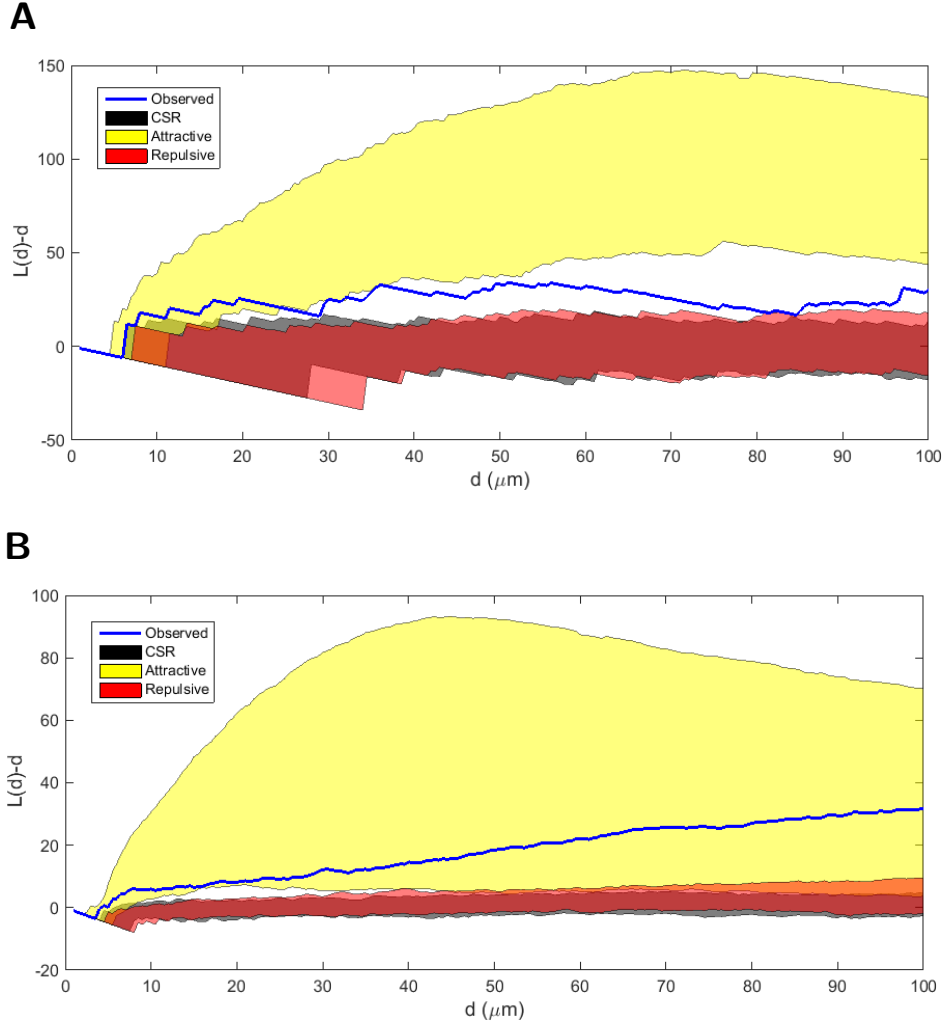 A
150
100
50
0
-50
L(d)-d
Observed
CSR
Attractive
Repulsive
0 10 20 30 40 50 60 70 80 90 100
d (μm)
B
100
80
60
40
20
0
-20
L(d)-d
Observed
CSR
Attractive
Repulsive
0 10 20 30 40 50 60 70 80 90 100
d (μm)